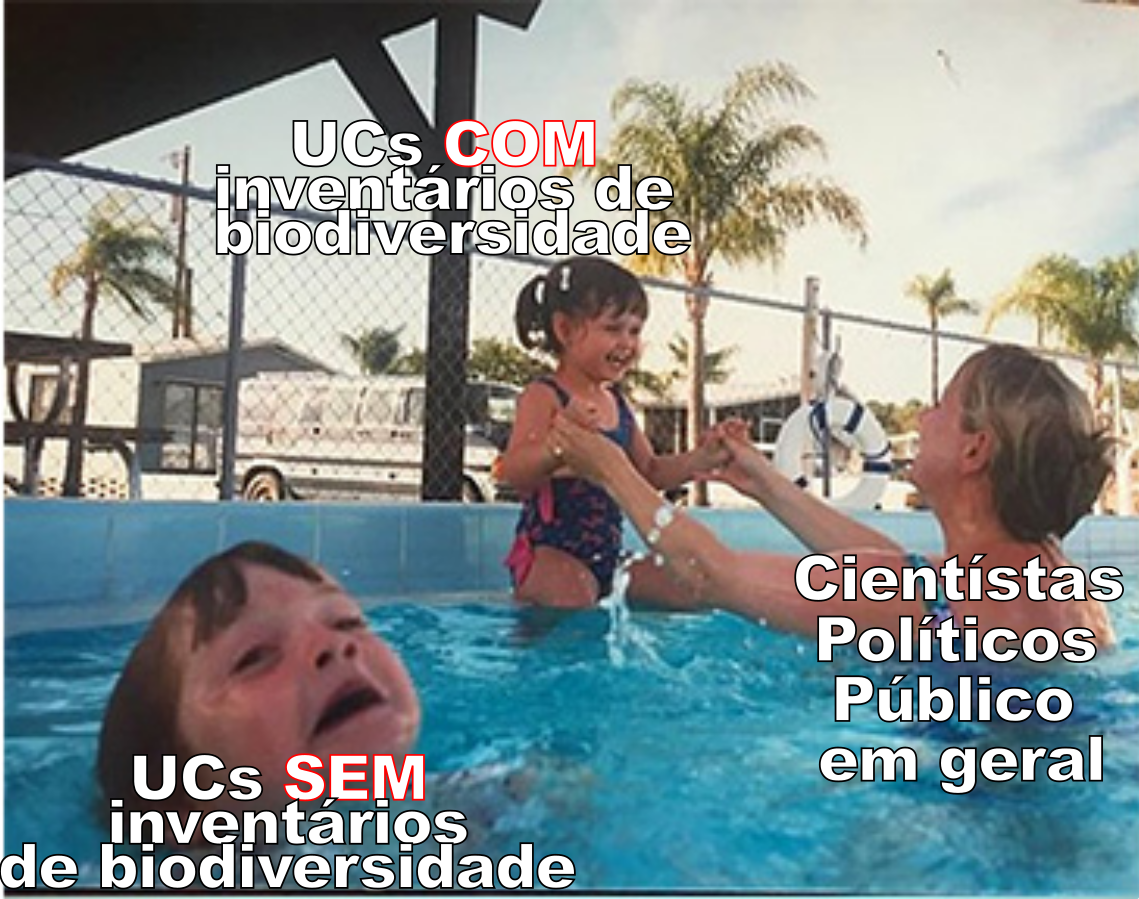 UCs COM
inventários de
biodiversidade
Cientístas
Políticos
Público
em geral
UCs SEM
inventários
de biodiversidade